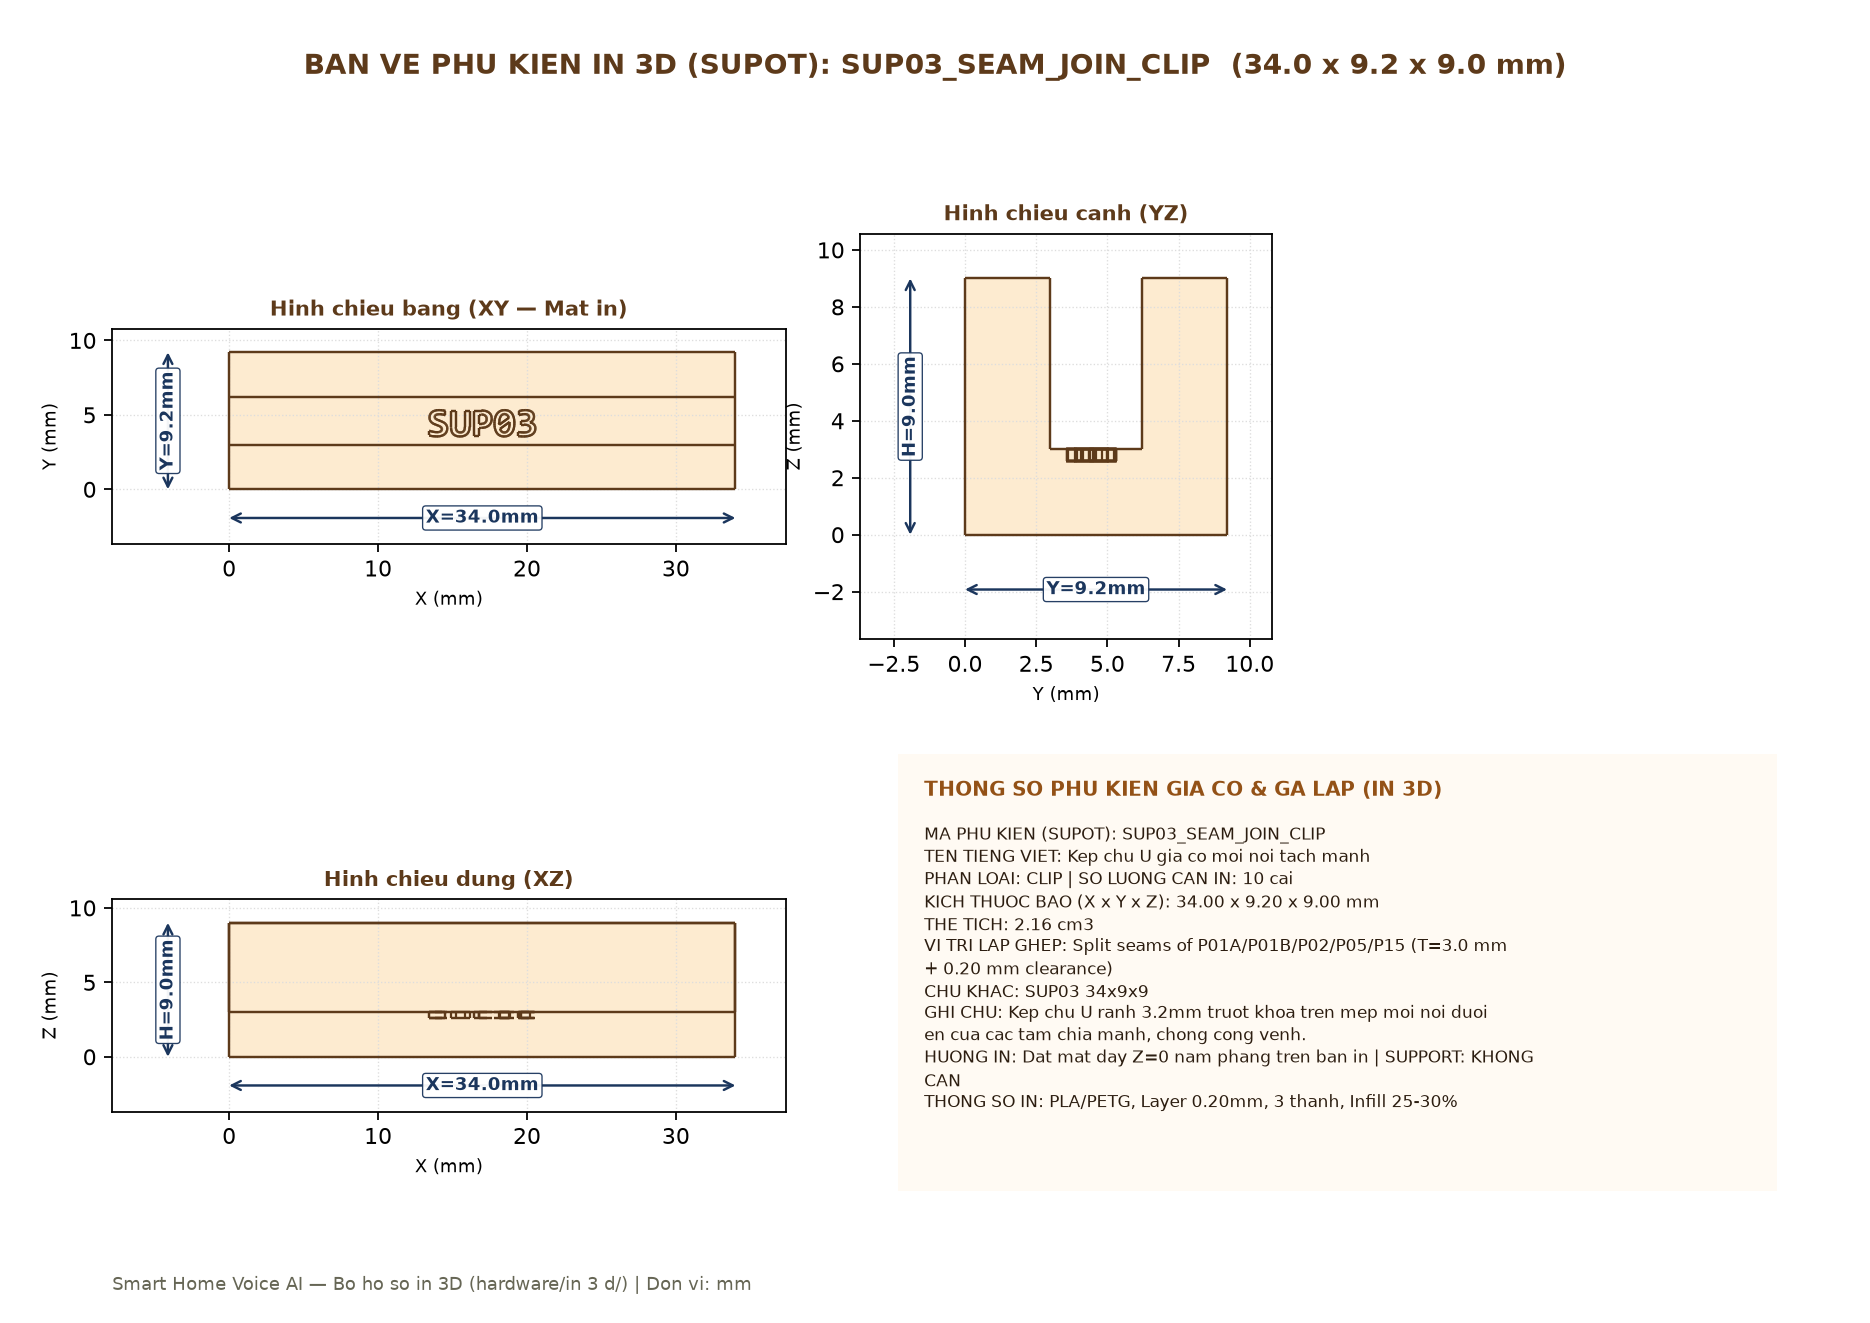 BAN VE PHU KIEN IN 3D (SUPOT): SUP03_SEAM_JOIN_CLIP (34.0 x 9.2 x 9.0 mm)
Hinh chieu bang (XY — Mat in)
10
5
0
Y (mm)
Y=9.2mm
SUP03
X=34.0mm
0 10 20 30
X (mm)
Hinh chieu canh (YZ)
10
8
6
4
2
0
−2
Z (mm)
H=9.0mm
Y=9.2mm
−2.5 0.0 2.5 5.0 7.5 10.0
Y (mm)
Hinh chieu dung (XZ)
10
5
0
Z (mm)
H=9.0mm
X=34.0mm
0 10 20 30
X (mm)
THONG SO PHU KIEN GIA CO & GA LAP (IN 3D)
MA PHU KIEN (SUPOT): SUP03_SEAM_JOIN_CLIP
TEN TIENG VIET: Kep chu U gia co moi noi tach manh
PHAN LOAI: CLIP | SO LUONG CAN IN: 10 cai
KICH THUOC BAO (X x Y x Z): 34.00 x 9.20 x 9.00 mm
THE TICH: 2.16 cm3
VI TRI LAP GHEP: Split seams of P01A/P01B/P02/P05/P15 (T=3.0 mm
+ 0.20 mm clearance)
CHU KHAC: SUP03 34x9x9
GHI CHU: Kep chu U ranh 3.2mm truot khoa tren mep moi noi duoi
en cua cac tam chia manh, chong cong venh.
HUONG IN: Dat mat day Z=0 nam phang tren ban in | SUPPORT: KHONG
CAN
THONG SO IN: PLA/PETG, Layer 0.20mm, 3 thanh, Infill 25-30%
Smart Home Voice AI — Bo ho so in 3D (hardware/in 3 d/) | Don vi: mm